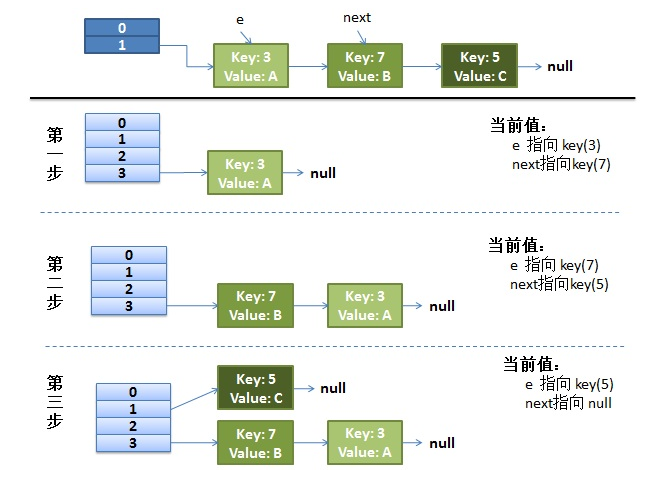 e
next
0
1
Key: 3
Value: A
Key: 7
Value: B
Key: 5
Value: C
null
第一步
0
1
2
3
Key: 3
Value: A
null
当前值：
e 指向 key(3)
next指向key(7)
第二步
0
1
2
3
Key: 7
Value: B
Key: 3
Value: A
null
当前值：
e 指向 key(7)
next指向key(5)
第三步
0
1
2
3
Key: 5
Value: C
null
Key: 7
Value: B
Key: 3
Value: A
null
当前值：
e 指向 key(5)
next指向 null